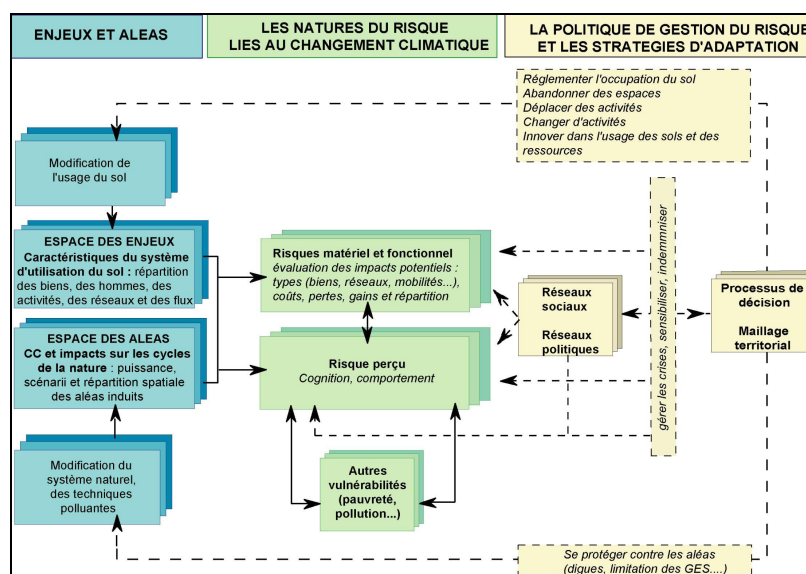 ENJEUX ET ALEAS
LES NATURES DU RISQUE
LIES AU CHANGEMENT CLIMATIQUE
LA POLITIQUE DE GESTION DU RISQUE
ET LES STRATEGIES D'ADAPTATION
Réglementer l'occupation du sol
Abandonner des espaces
Déplacer des activités
Changer d'activités
Innover dans l'usage des sols et des
ressources
Modification de
l'usage du sol
ESPACE DES ENJEUX
Caractéristiques du système
d'utilisation du sol : répartition
des biens, des hommes, des
activités, des réseaux et des flux
ESPACE DES ALEAS
CC et impacts sur les cycles
de la nature : puissance,
scénarii et répartition spatiale
des aléas induits
Modification du
système naturel,
des techniques
polluantes
Risques matériel et fonctionnel
évaluation des impacts potentiels :
types (biens, réseaux, mobilités...),
coûts, pertes, gains et répartition
Risque perçu
Cognition, comportement
Autres
vulnérabilités
(pauvreté,
pollution...)
Réseaux
sociaux
Réseaux
politiques
gérer les crises, sensibiliser, indemmniser
Processus de
décision
Maillage
territorial
Se protéger contre les aléas
(digues, limitation des GES....)